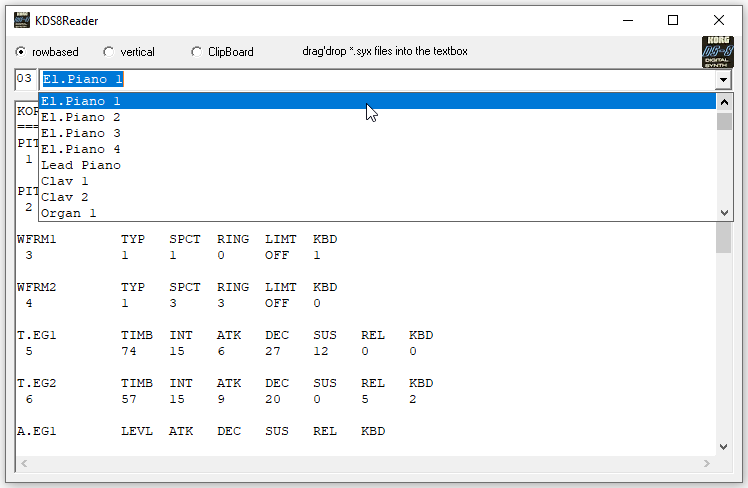 KDS8Reader
rowbased vertical ClipBoard drag'drop *.syx files into the textbox
KORG
DS-8
DIGITAL
SYNTH
03 El.Piano 1
El.Piano 1
El.Piano 2
El.Piano 3
El.Piano 4
Lead Piano
Clav 1
Clav 2
Organ 1
KOR
===
PIT
1
PIT
2
WFRM1 TYP SPCT RING LIMT KBD
3 1 1 0 OFF 1
WFRM2 TYP SPCT RING LIMT KBD
4 1 3 3 OFF 0
T.EG1 TIMB INT ATK DEC SUS REL KBD
5 74 15 6 27 12 0 0
T.EG2 TIMB INT ATK DEC SUS REL KBD
6 57 15 9 20 0 5 2
A.EG1 LEVL ATK DEC SUS REL KBD